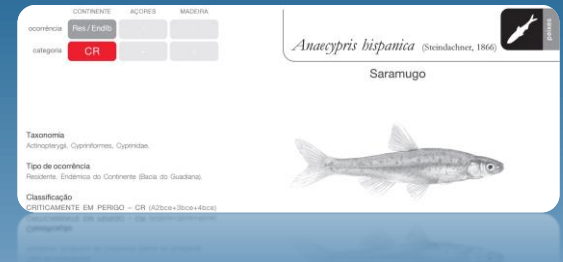 CONTINENTE AÇORES MADEIRA
ocorrência Res / EndIb
categoria CR
Anaecypris hispanica (Steindachner, 1866)
peixes
Saramugo
Taxonomia
Actinopterygii, Cypriniformes, Cyprinidae.
Tipo de ocorrência
Residente. Endémica do Continente (Bacia do Guadiana).
Classificação
CRITICAMENTE EM PERIGO – CR (A2bce+3bce+4bce)